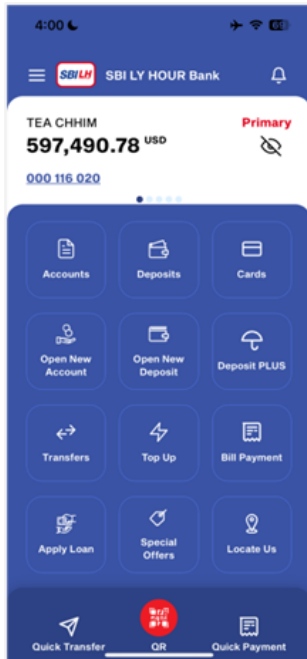 4:00
SBI LH SBI LY HOUR Bank
TEA CHHIM Primary
597,490.78 USD
000 116 020
Accounts Deposits Cards
Open New Account Open New Deposit Deposit PLUS
Transfers Top Up Bill Payment
Apply Loan Special Offers Locate Us
Quick Transfer QR Quick Payment